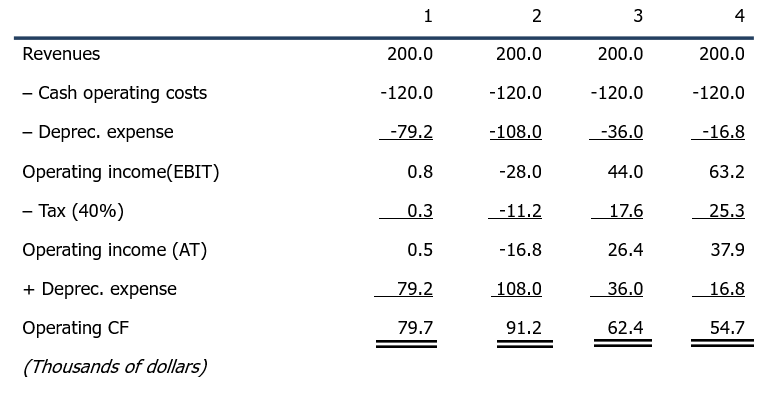 1 2 3 4
Revenues 200.0 200.0 200.0 200.0
– Cash operating costs -120.0 -120.0 -120.0 -120.0
– Deprec. expense -79.2 -108.0 -36.0 -16.8
Operating income(EBIT) 0.8 -28.0 44.0 63.2
– Tax (40%) 0.3 -11.2 17.6 25.3
Operating income (AT) 0.5 -16.8 26.4 37.9
+ Deprec. expense 79.2 108.0 36.0 16.8
Operating CF 79.7 91.2 62.4 54.7
(Thousands of dollars)